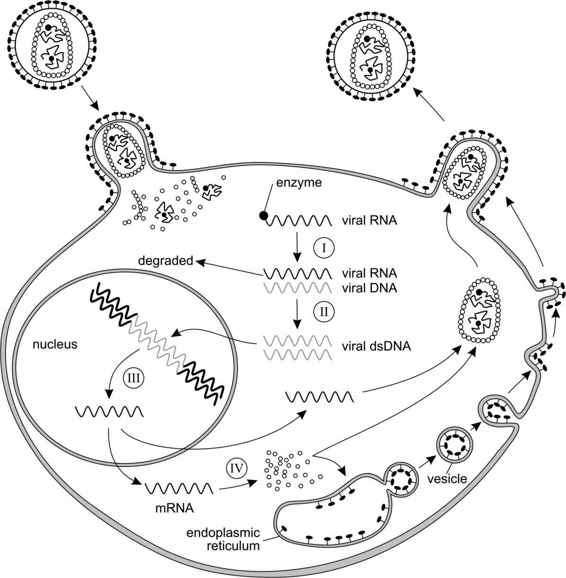 enzyme
viral RNA
I
degraded
viral RNA
viral DNA
II
nucleus
viral dsDNA
III
IV
mRNA
vesicle
endoplasmic
reticulum